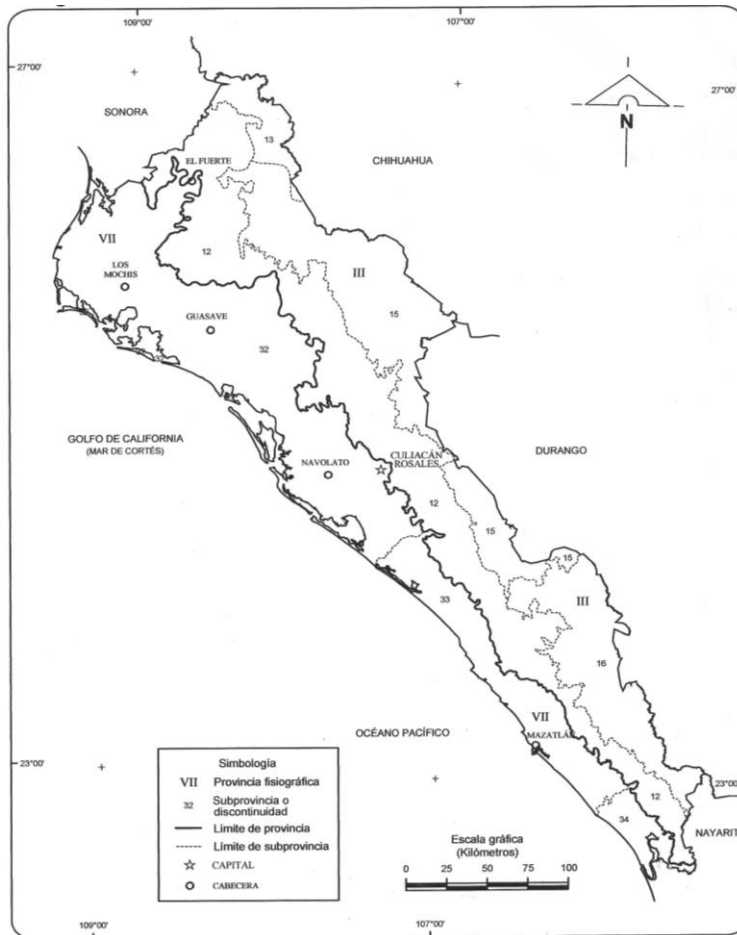 109°00'
107°00'
27°00'
27°00'
SONORA
N
13
EL FUERTE
CHIHUAHUA
VII
12
III
LOS
MOCHIS
15
GUASAVE
32
32
GOLFO DE CALIFORNIA
(MAR DE CORTÉS)
CULIACÁN
ROSALES
DURANGO
NAVOLATO
12
15
15
33
III
16
VII
OCÉANO PACÍFICO
MAZATLÁN
23°00'
23°00'
12
34
NAYARIT
Simbología
VII Provincia fisiográfica
32 Subprovincia o
discontinuidad
Límite de provincia
Límite de subprovincia
CAPITAL
CABECERA
Escala gráfica
(Kilómetros)
0 25 50 75 100
109°00'
107°00'